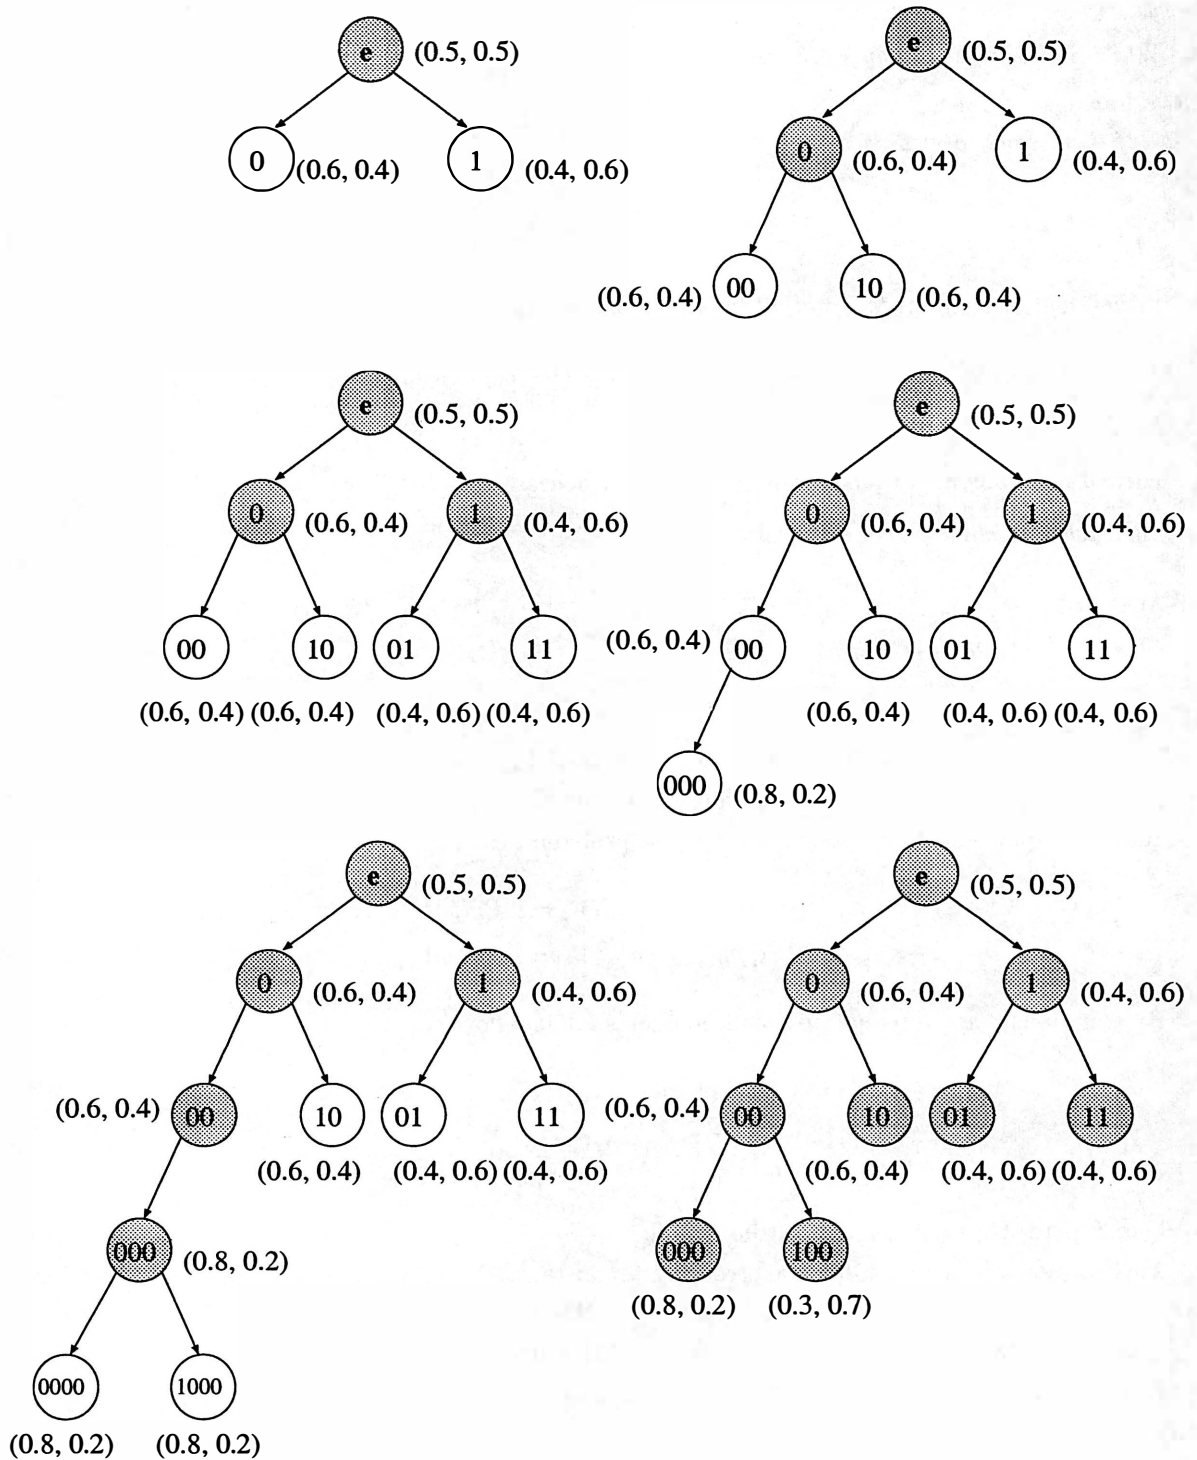 e (0.5, 0.5)
0 (0.6, 0.4) 1 (0.4, 0.6)
e (0.5, 0.5)
0 (0.6, 0.4) 1 (0.4, 0.6)
(0.6, 0.4) 00 10 (0.6, 0.4)
e (0.5, 0.5)
0 (0.6, 0.4) 1 (0.4, 0.6)
00 10 01 11
(0.6, 0.4) (0.6, 0.4) (0.4, 0.6) (0.4, 0.6)
e (0.5, 0.5)
0 (0.6, 0.4) 1 (0.4, 0.6)
(0.6, 0.4) 00 10 01 11
(0.6, 0.4) (0.4, 0.6) (0.4, 0.6)
000 (0.8, 0.2)
e (0.5, 0.5)
0 (0.6, 0.4) 1 (0.4, 0.6)
(0.6, 0.4) 00 10 01 11
(0.6, 0.4) (0.4, 0.6) (0.4, 0.6)
000 (0.8, 0.2)
0000 1000
(0.8, 0.2) (0.8, 0.2)
e (0.5, 0.5)
0 (0.6, 0.4) 1 (0.4, 0.6)
(0.6, 0.4) 00 10 01 11
(0.6, 0.4) (0.4, 0.6) (0.4, 0.6)
000 100
(0.8, 0.2) (0.3, 0.7)